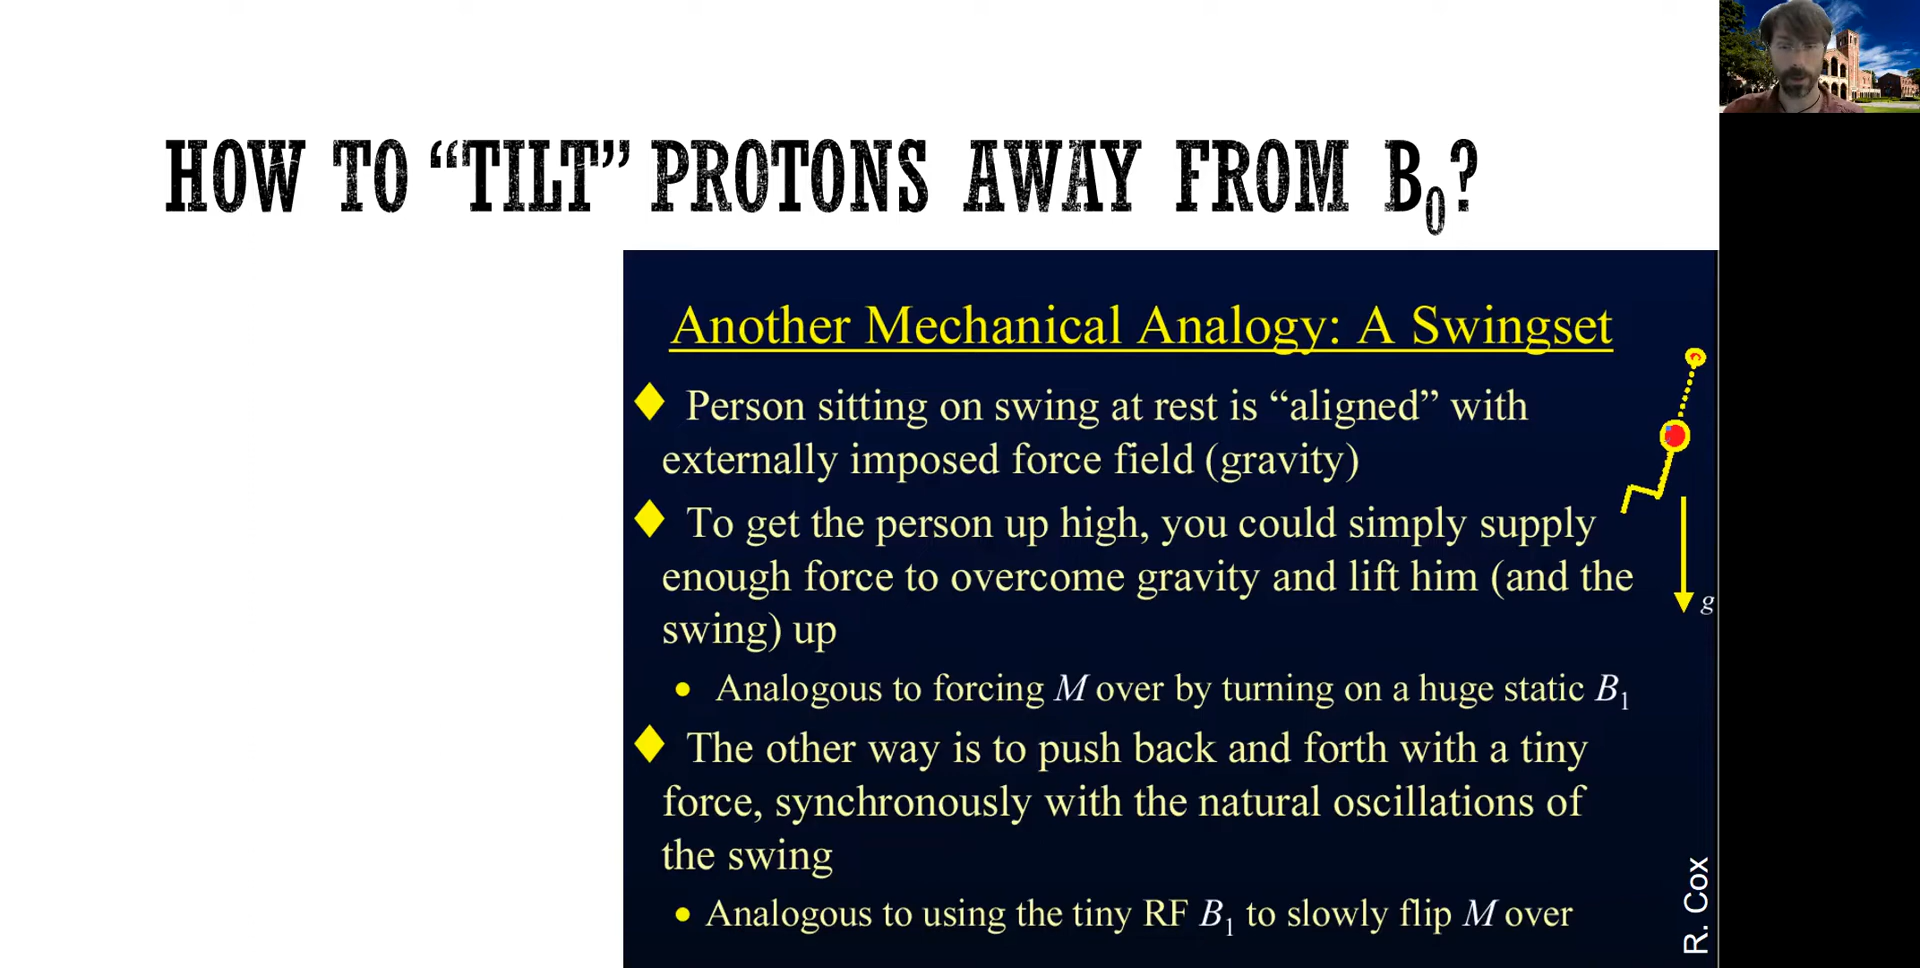 HOW TO “TILT” PROTONS AWAY FROM B0?
Another Mechanical Analogy: A Swingset
Person sitting on swing at rest is “aligned” with
externally imposed force field (gravity)
To get the person up high, you could simply supply
enough force to overcome gravity and lift him (and the
swing) up
g
Analogous to forcing M over by turning on a huge static B1
The other way is to push back and forth with a tiny
force, synchronously with the natural oscillations of
the swing
Analogous to using the tiny RF B1 to slowly flip M over
R. Cox